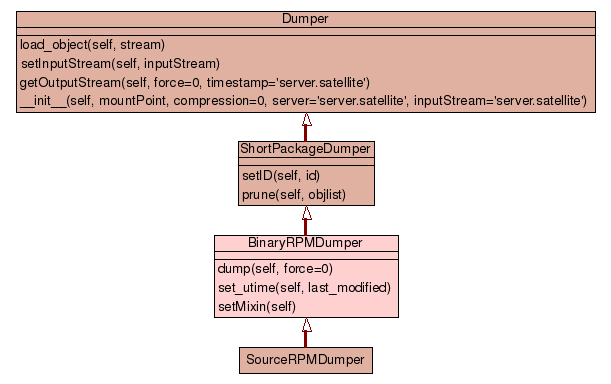 Dumper
load_object(self, stream)
setInputStream(self, inputStream)
getOutputStream(self, force=0, timestamp='server.satellite')
__init__(self, mountPoint, compression=0, server='server.satellite', inputStream='server.satellite')
ShortPackageDumper
setID(self, id)
prune(self, objlist)
BinaryRPMDumper
dump(self, force=0)
set_utime(self, last_modified)
setMixin(self)
SourceRPMDumper